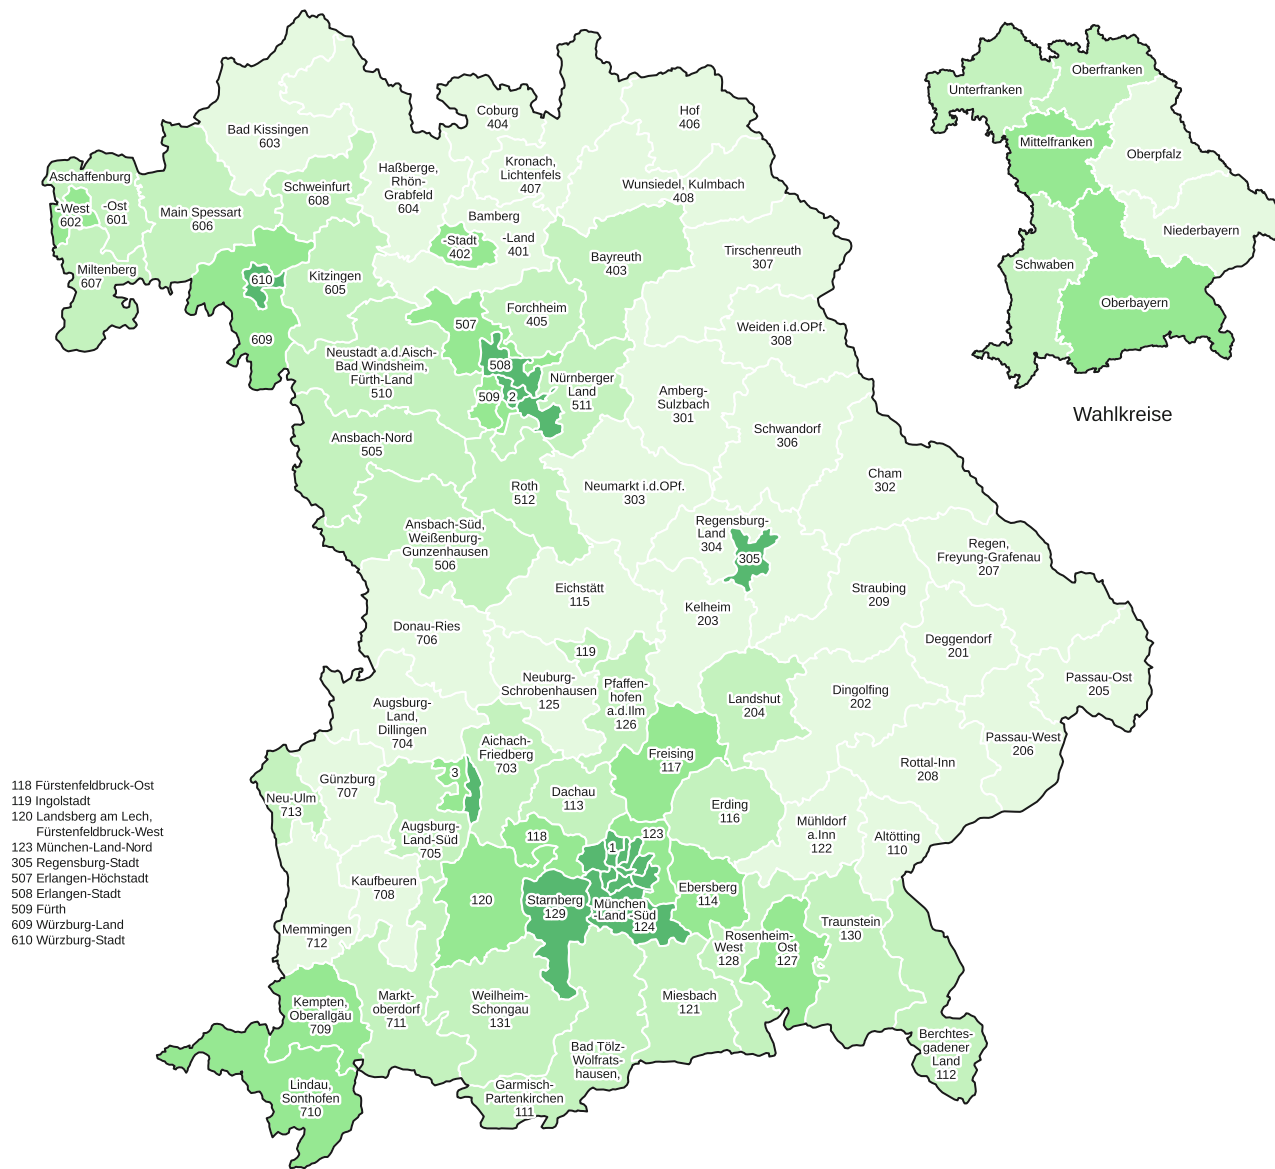 Coburg
404
Hof
406
Bad Kissingen
603
Haßberge,
Rhön-
Grabfeld
604
Kronach,
Lichtenfels
407
Wunsiedel, Kulmbach
408
Aschaffenburg
-West
602
-Ost
601
Main Spessart
606
Schweinfurt
608
Bamberg
-Stadt
402
-Land
401
Bayreuth
403
Tirschenreuth
307
Miltenberg
607
610
Kitzingen
605
Forchheim
405
507
609
Weiden i.d.OPf.
308
Neustadt a.d.Aisch-
Bad Windsheim,
Fürth-Land
510
508
509
2
Nürnberger
Land
511
Amberg-
Sulzbach
301
Schwandorf
306
Ansbach-Nord
505
Cham
302
Roth
512
Neumarkt i.d.OPf.
303
Ansbach-Süd,
Weißenburg-
Gunzenhausen
506
Regensburg-
Land
304
305
Regen,
Freyung-Grafenau
207
Eichstätt
115
Kelheim
203
Straubing
209
Donau-Ries
706
Deggendorf
201
119
Neuburg-
Schrobenhausen
125
Pfaffen-
hofen
a.d.Ilm
126
Landshut
204
Dingolfing
202
Passau-Ost
205
Augsburg-
Land,
Dillingen
704
Aichach-
Friedberg
703
Freising
117
Passau-West
206
Rottal-Inn
208
Günzburg
707
3
Neu-Ulm
713
Dachau
113
Erding
116
Augsburg-
Land-Süd
705
118
1
123
Mühldorf
a.Inn
122
Altötting
110
Kaufbeuren
708
120
Starnberg
129
München
-Land -Süd
124
Ebersberg
114
Memmingen
712
Rosenheim-
West
128
Ost
127
Traunstein
130
Kempten,
Oberallgäu
709
Markt-
oberdorf
711
Weilheim-
Schongau
131
Miesbach
121
Bad Tölz-
Wolfrats-
hausen,
Garmisch-
Partenkirchen
111
Berchtes-
gadener
Land
112
Lindau,
Sonthofen
710
118 Fürstenfeldbruck-Ost
119 Ingolstadt
120 Landsberg am Lech,
Fürstenfeldbruck-West
123 München-Land-Nord
305 Regensburg-Stadt
507 Erlangen-Höchstadt
508 Erlangen-Stadt
509 Fürth
609 Würzburg-Land
610 Würzburg-Stadt
Unterfranken
Oberfranken
Mittelfranken
Oberpfalz
Niederbayern
Schwaben
Oberbayern
Wahlkreise